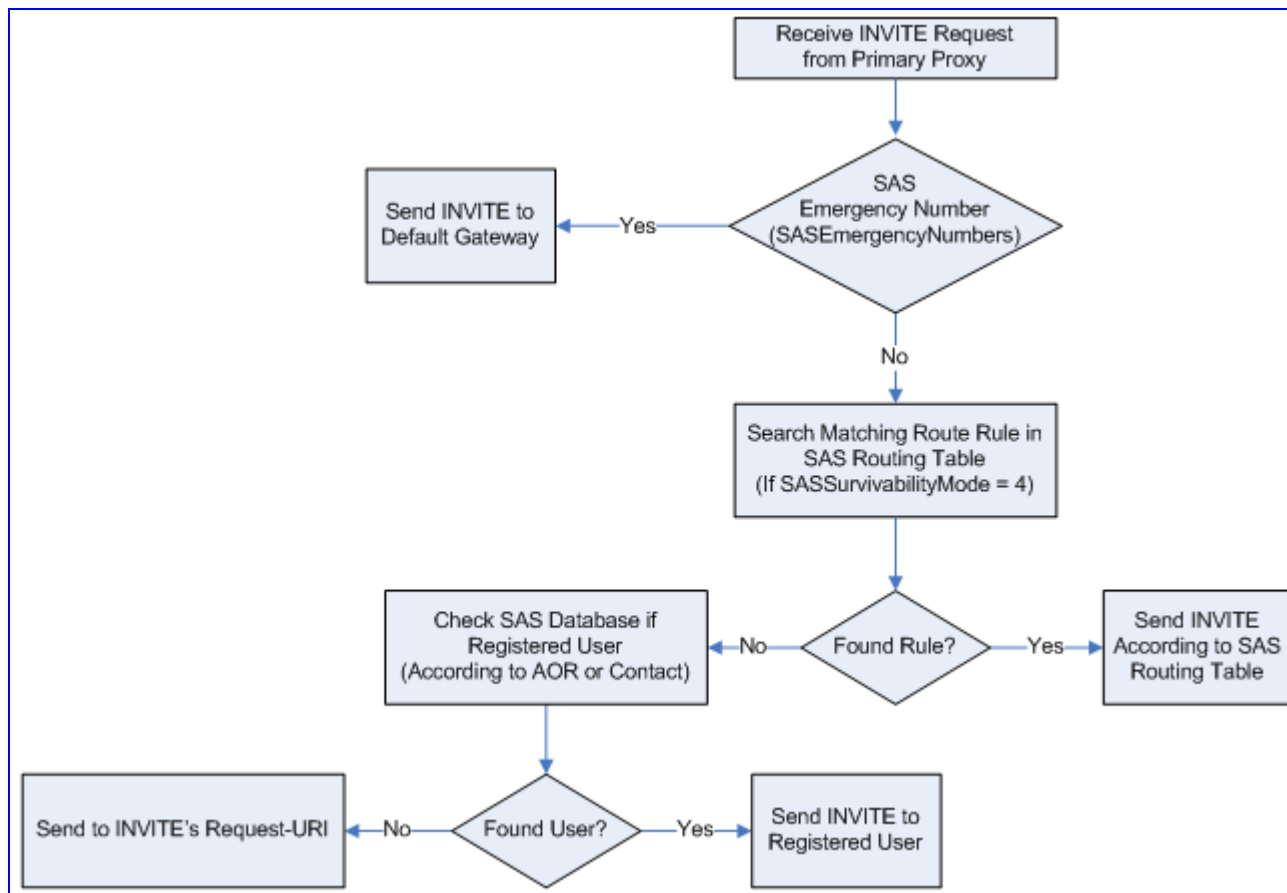 Receive INVITE Request
from Primary Proxy
SAS
Emergency Number
(SASEmergencyNumbers)
Yes
Send INVITE to
Default Gateway
No
Search Matching Route Rule in
SAS Routing Table
(If SASSurvivabilityMode = 4)
Found Rule?
Yes
Send INVITE
According to SAS
Routing Table
No
Check SAS Database if
Registered User
(According to AOR or Contact)
Found User?
No
Send to INVITE's Request-URI
Yes
Send INVITE to
Registered User